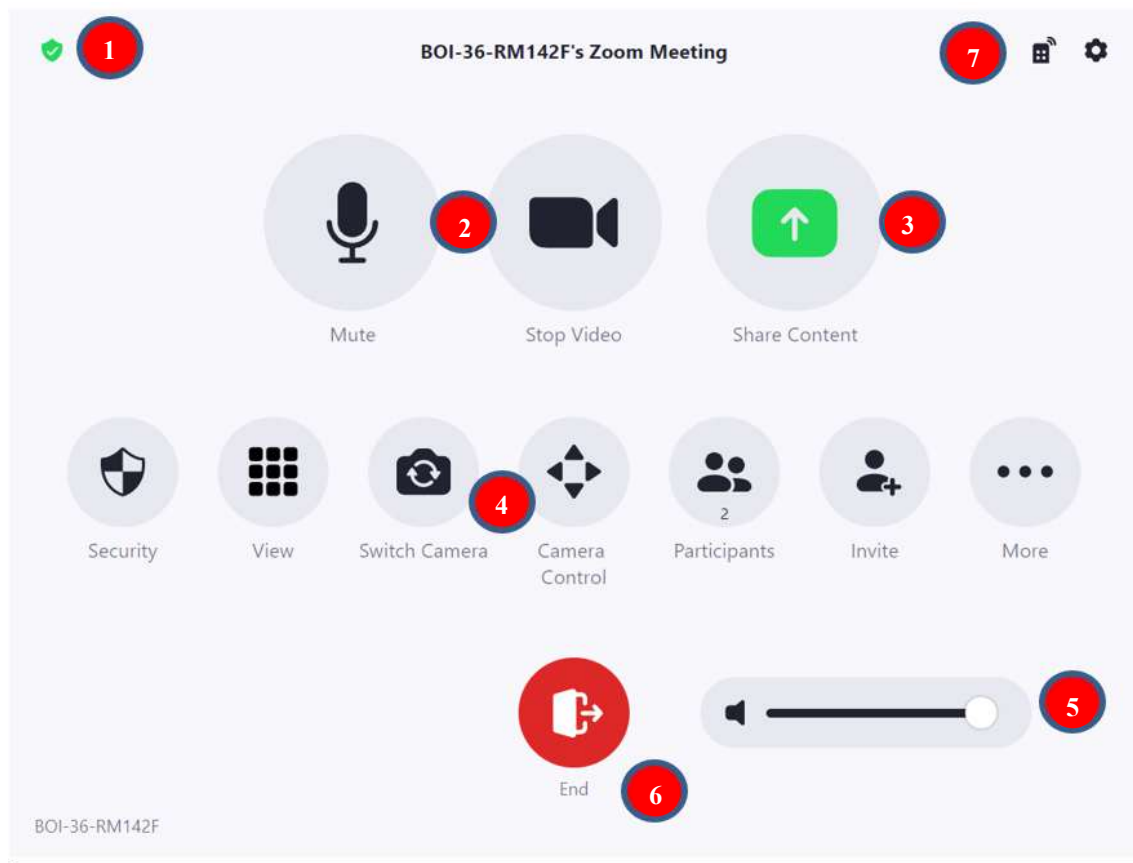 1
BOI-36-RM142F's Zoom Meeting
7
2
3
Mute
Stop Video
Share Content
4
2
Security
View
Switch Camera
Camera
Control
Participants
Invite
More
5
End
6
BOI-36-RM142F